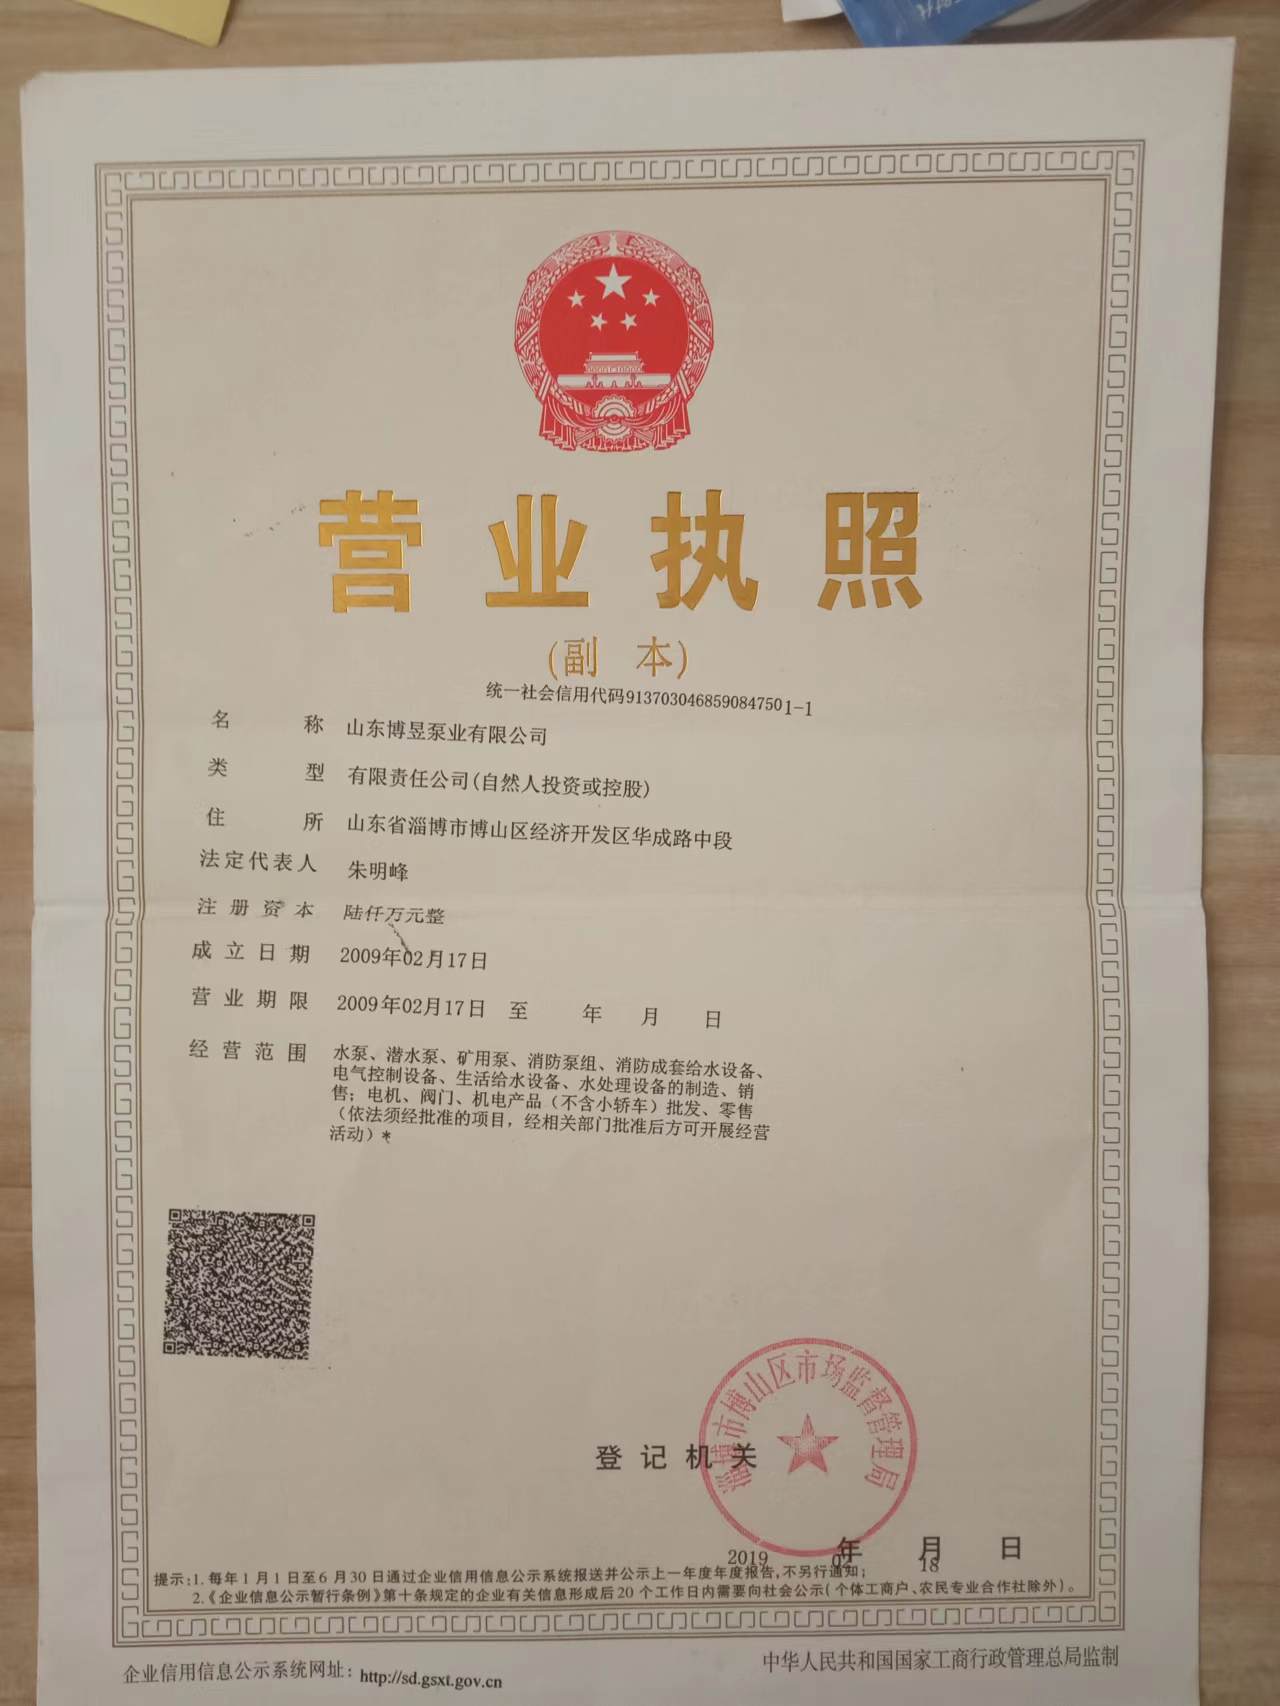 营业执照
(副 本)
统一社会信用代码913703046859084750 1-1
名 称 山东博昱泵业有限公司
类 型 有限责任公司(自然人投资或控股)
住 所 山东省淄博市博山区经济开发区华成路中段
法定代表人 朱明峰
注册资本 陆仟万元整
成立日期 2009年02月17日
营业期限 2009年02月17日 至 年 月 日
经营范围 水泵、潜水泵、矿用泵、消防泵组、消防成套给水设备、
电气控制设备、生活给水设备、水处理设备的制造、销
售；电机、阀门、机电产品（不含小轿车）批发、零售
（依法须经批准的项目，经相关部门批准后方可开展经营
活动）*
淄博市博山区市场监督管理局
登记机关
2019 年 02 月 18 日
提示:1.每年1月1日至6月30日通过企业信用信息公示系统报送并公示上一年度年度报告,不另行通知;
2.《企业信息公示暂行条例》第十条规定的企业有关信息形成后20个工作日内需要向社会公示(个体工商户、农民专业合作社除外)。
企业信用信息公示系统网址: http://sd.gsxt.gov.cn
中华人民共和国国家工商行政管理总局监制